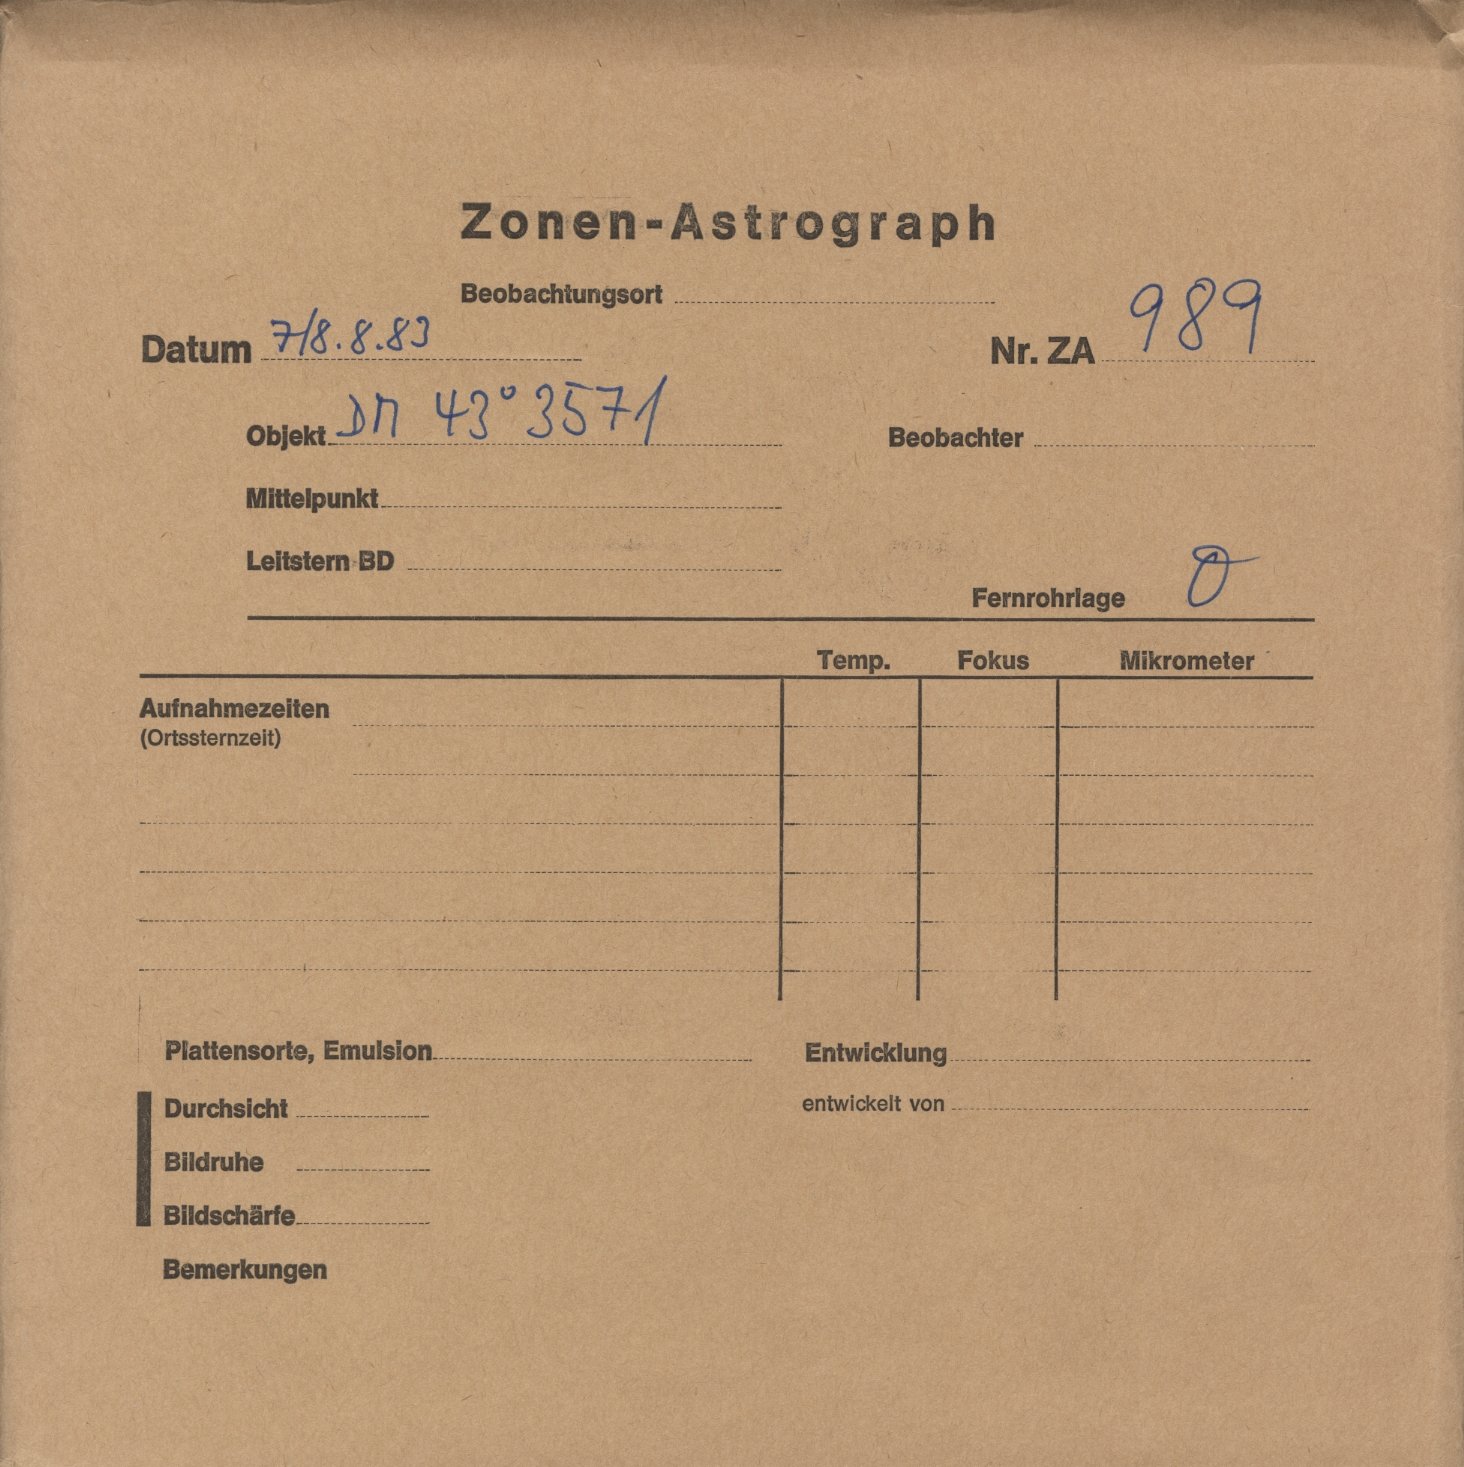 Zonen-Astrograph
Beobachtungsort
Datum 7/8.8.83 Nr. ZA 989
Objekt DM 43° 3571 Beobachter
Mittelpunkt
Leitstern BD
Fernrohrlage O
Temp. Fokus Mikrometer
Aufnahmezeiten
(Ortssternzeit)
Plattensorte, Emulsion Entwicklung
Durchsicht entwickelt von
Bildruhe
Bildschärfe
Bemerkungen